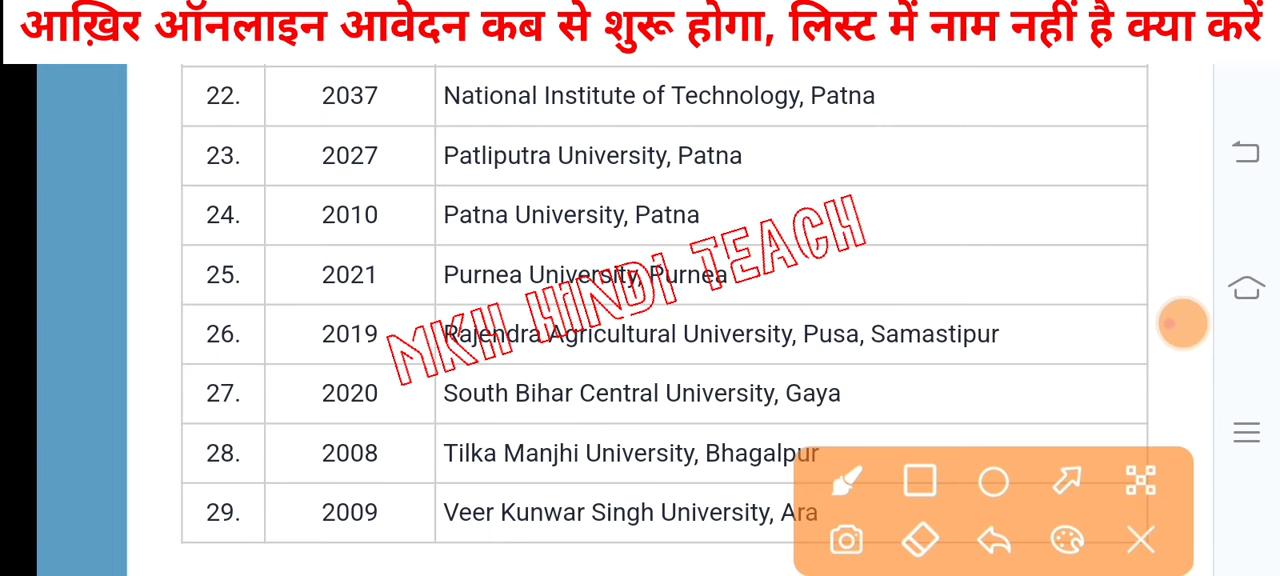 आख़िर ऑनलाइन आवेदन कब से शुरू होगा, लिस्ट में नाम नहीं है क्या करें
22. 2037 National Institute of Technology, Patna
23. 2027 Patliputra University, Patna
24. 2010 Patna University, Patna
25. 2021 Purnea University, Purnea
26. 2019 Rajendra Agricultural University, Pusa, Samastipur
27. 2020 South Bihar Central University, Gaya
28. 2008 Tilka Manjhi University, Bhagalpur
29. 2009 Veer Kunwar Singh University, Ara
MKH HINDI TEACH